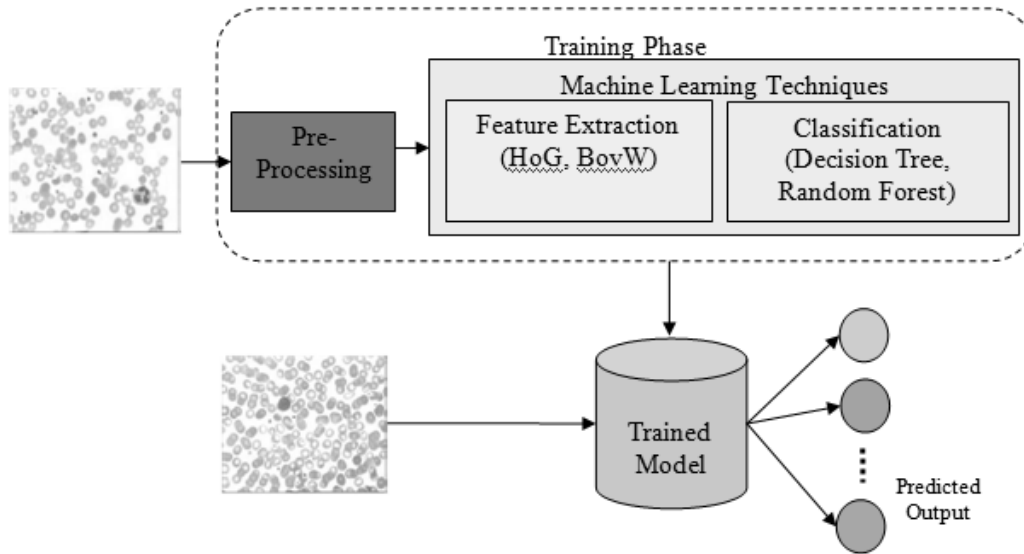 Training Phase
Machine Learning Techniques
Pre-
Processing
Feature Extraction
(HoG, BovW)
Classification
(Decision Tree,
Random Forest)
Trained
Model
Predicted
Output